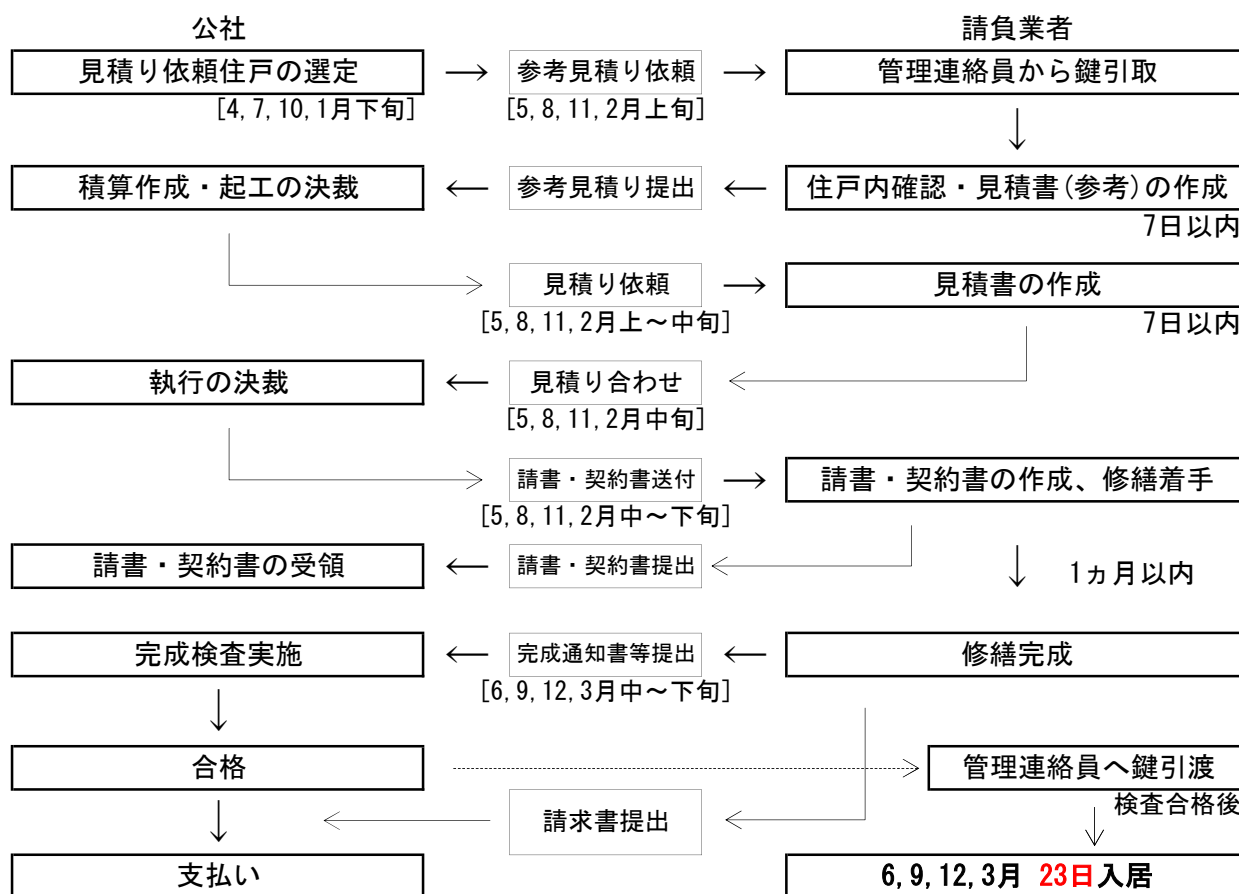 公社
請負業者
見積り依頼住戸の選定 → 参考見積り依頼 → 管理連絡員から鍵引取
[4,7,10,1月下旬] [5,8,11,2月上旬]
↓
積算作成・起工の決裁 ← 参考見積り提出 ← 住戸内確認・見積書(参考)の作成
7日以内
見積り依頼 → 見積書の作成
[5,8,11,2月上～中旬] 7日以内
執行の決裁 ← 見積り合わせ
[5,8,11,2月中旬]
請書・契約書送付 → 請書・契約書の作成、修繕着手
[5,8,11,2月中～下旬]
請書・契約書の受領 ← 請書・契約書提出 ↓ 1ヵ月以内
完成検査実施 ← 完成通知書等提出 ← 修繕完成
[6,9,12,3月中～下旬]
↓
合格 管理連絡員へ鍵引渡
検査合格後
↓ 請求書提出
支払い 6,9,12,3月 23日入居